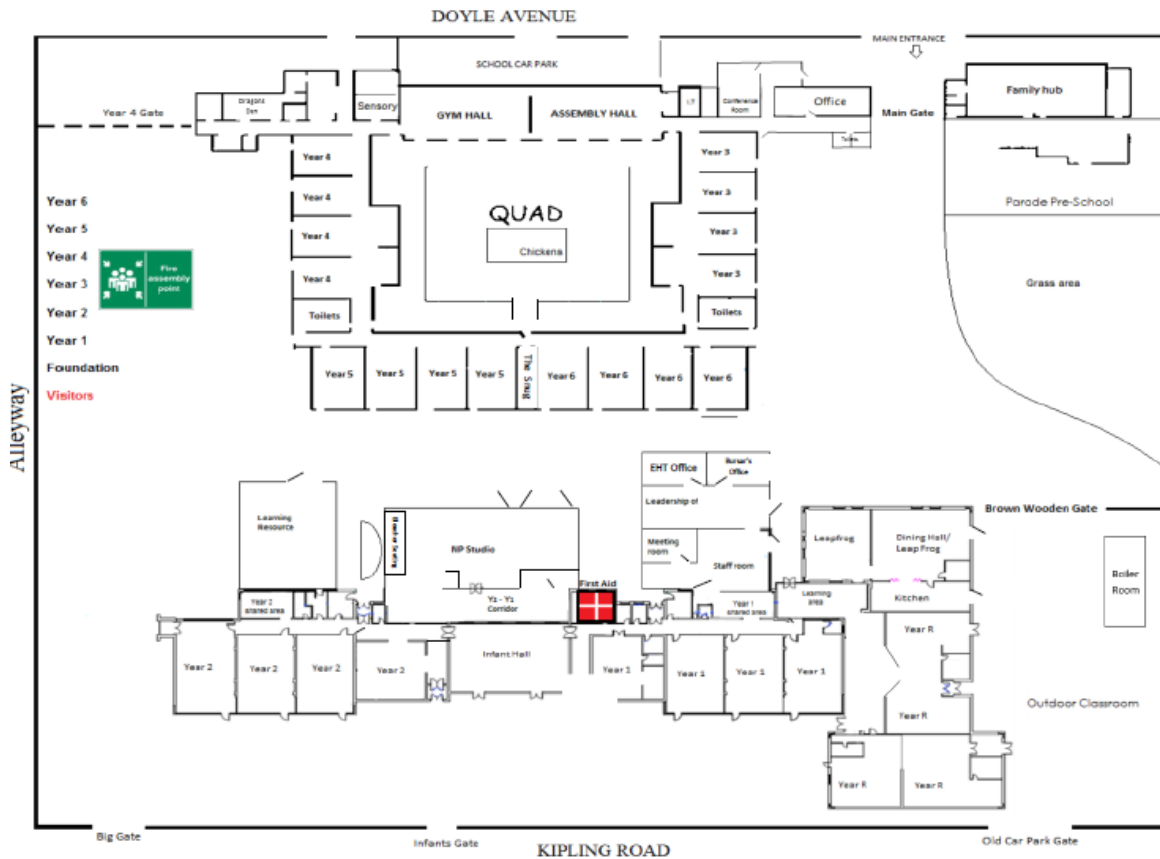 DOYLE AVENUE
MAIN ENTRANCE
SCHOOL CAR PARK
Year 4 Gate
Dragons
Den
Sensory
GYM HALL
ASSEMBLY HALL
I.T
Conference
Room
Office
Main Gate
Family hub
Toilets
Year 4
Year 3
Year 4
Year 3
Year 4
Year 3
Year 4
Year 3
Toilets
Toilets
QUAD
Chickens
Parade Pre-School
Grass area
Year 6
Year 5
Year 4
Year 3
Year 2
Year 1
Foundation
Visitors
Fire
assembly
point
Alleyway
Year 5
Year 5
Year 5
Year 5
The Snug
Year 6
Year 6
Year 6
Year 6
EHT Office
Bursar's
Office
Leadership of
Meeting
room
Staff room
Learning
Resource
Bleacher Seating
NP Studio
First Aid
Y2 - Y1
Corridor
Year 2
shared area
Year 1
shared area
Learning
area
Leapfrog
Dining Hall/
Leap Frog
Kitchen
Brown Wooden Gate
Boiler
Room
Year 2
Year 2
Year 2
Year 2
Infant Hall
Year 1
Year 1
Year 1
Year 1
Year R
Year R
Year R
Year R
Outdoor Classroom
Big Gate
Infants Gate
KIPLING ROAD
Old Car Park Gate